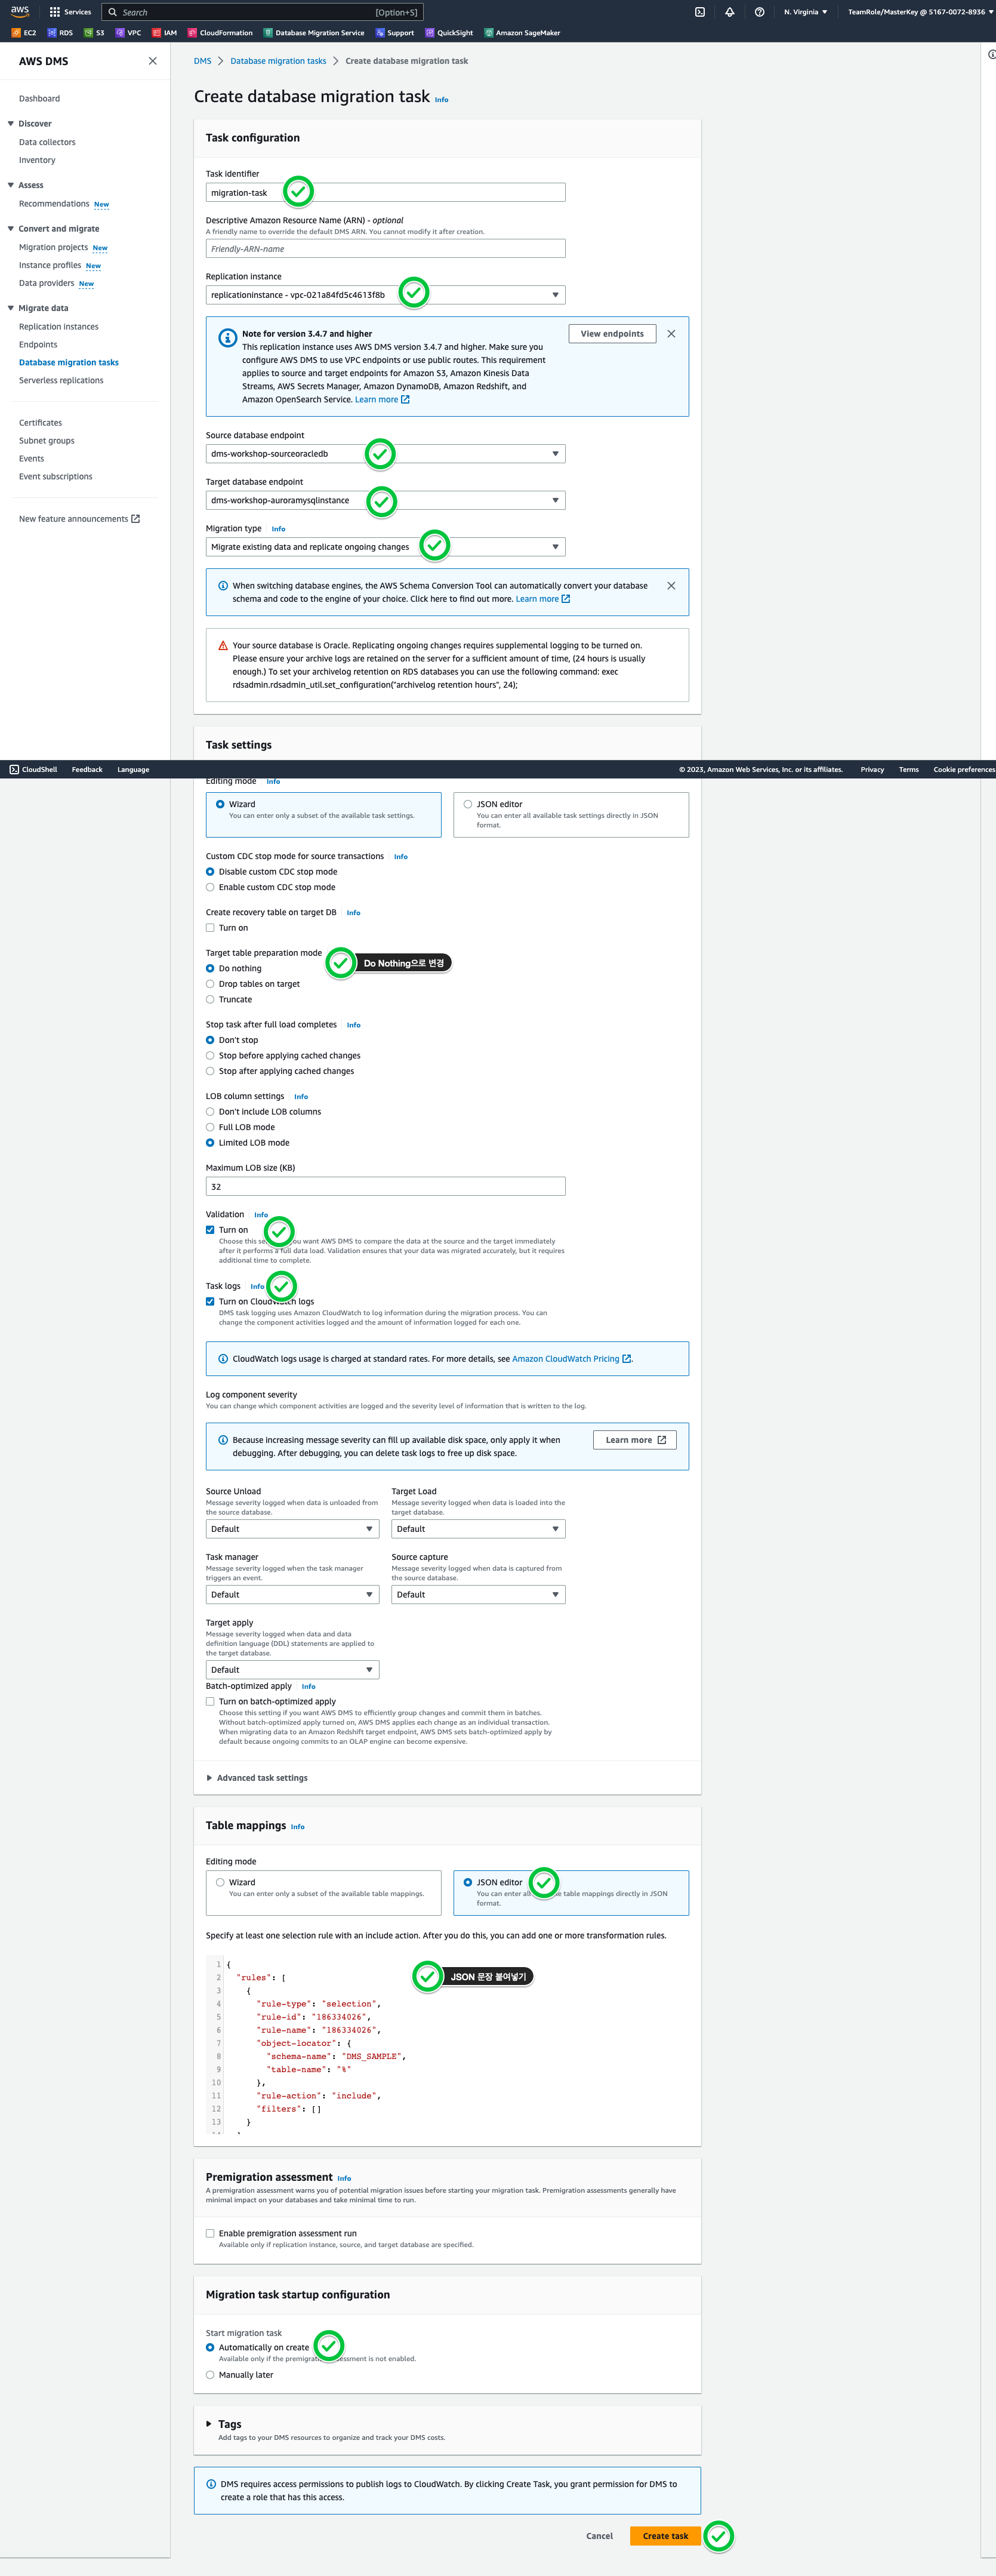 aws
Services
Search
[Option+S]
N. Virginia
TeamRole/MasterKey @ 5167-0072-8936
EC2
RDS
S3
VPC
IAM
CloudFormation
Database Migration Service
Support
QuickSight
Amazon SageMaker
AWS DMS
Dashboard
Discover
Data collectors
Inventory
Assess
Recommendations New
Convert and migrate
Migration projects New
Instance profiles New
Data providers New
Migrate data
Replication instances
Endpoints
Database migration tasks
Serverless replications
Certificates
Subnet groups
Events
Event subscriptions
New feature announcements
DMS
Database migration tasks
Create database migration task
Create database migration task Info
Task configuration
Task identifier
migration-task
Descriptive Amazon Resource Name (ARN) - optional
A friendly name to override the default DMS ARN. You cannot modify it after creation.
Friendly-ARN-name
Replication instance
replicationinstance - vpc-021a84fd5c4613f8b
Note for version 3.4.7 and higher
This replication instance uses AWS DMS version 3.4.7 and higher. Make sure you
configure AWS DMS to use VPC endpoints or use public routes. This requirement
applies to source and target endpoints for Amazon S3, Amazon Kinesis Data
Streams, AWS Secrets Manager, Amazon DynamoDB, Amazon Redshift, and
Amazon OpenSearch Service. Learn more
View endpoints
Source database endpoint
dms-workshop-sourceoracledb
Target database endpoint
dms-workshop-auroramysqlinstance
Migration type Info
Migrate existing data and replicate ongoing changes
When switching database engines, the AWS Schema Conversion Tool can automatically convert your database
schema and code to the engine of your choice. Click here to find out more. Learn more
Your source database is Oracle. Replicating ongoing changes requires supplemental logging to be turned on.
Please ensure your archive logs are retained on the server for a sufficient amount of time, (24 hours is usually
enough.) To set your archivelog retention on RDS databases you can use the following command: exec
rdsadmin.rdsadmin_util.set_configuration("archivelog retention hours", 24);
Task settings
CloudShell
Feedback
Language
© 2023, Amazon Web Services, Inc. or its affiliates.
Privacy
Terms
Cookie preferences
Editing mode Info
Wizard
You can enter only a subset of the available task settings.
JSON editor
You can enter all available task settings directly in JSON
format.
Custom CDC stop mode for source transactions Info
Disable custom CDC stop mode
Enable custom CDC stop mode
Create recovery table on target DB Info
Turn on
Target table preparation mode
Do Nothing으로 변경
Do nothing
Drop tables on target
Truncate
Stop task after full load completes Info
Don't stop
Stop before applying cached changes
Stop after applying cached changes
LOB column settings Info
Don't include LOB columns
Full LOB mode
Limited LOB mode
Maximum LOB size (KB)
32
Validation Info
Turn on
Choose this se you want AWS DMS to compare the data at the source and the target immediately
after it performs a full data load. Validation ensures that your data was migrated accurately, but it requires
additional time to complete.
Task logs Info
Turn on CloudWatch logs
DMS task logging uses Amazon CloudWatch to log information during the migration process. You can
change the component activities logged and the amount of information logged for each one.
CloudWatch logs usage is charged at standard rates. For more details, see Amazon CloudWatch Pricing.
Log component severity
You can change which component activities are logged and the severity level of information that is written to the log.
Because increasing message severity can fill up available disk space, only apply it when
debugging. After debugging, you can delete task logs to free up disk space.
Learn more
Source Unload
Message severity logged when data is unloaded from
the source database.
Default
Target Load
Message severity logged when data is loaded into the
target database.
Default
Task manager
Message severity logged when the task manager
triggers an event.
Default
Source capture
Message severity logged when data is captured from
the source database.
Default
Target apply
Message severity logged when data and data
definition language (DDL) statements are applied to
the target database.
Default
Batch-optimized apply Info
Turn on batch-optimized apply
Choose this setting if you want AWS DMS to efficiently group changes and commit them in batches.
Without batch-optimized apply turned on, AWS DMS applies each change as an individual transaction.
When migrating data to an Amazon Redshift target endpoint, AWS DMS sets batch-optimized apply by
default because ongoing commits to an OLAP engine can become expensive.
Advanced task settings
Table mappings Info
Editing mode
Wizard
You can enter only a subset of the available table mappings.
JSON editor
You can enter all e table mappings directly in JSON
format.
Specify at least one selection rule with an include action. After you do this, you can add one or more transformation rules.
JSON 문장 붙여넣기
1 {
2 "rules": [
3 {
4 "rule-type": "selection",
5 "rule-id": "186334026",
6 "rule-name": "186334026",
7 "object-locator": {
8 "schema-name": "DMS_SAMPLE",
9 "table-name": "%"
10 },
11 "rule-action": "include",
12 "filters": []
13 }
Premigration assessment Info
A premigration assessment warns you of potential migration issues before starting your migration task. Premigration assessments generally have
minimal impact on your databases and take minimal time to run.
Enable premigration assessment run
Available only if replication instance, source, and target database are specified.
Migration task startup configuration
Start migration task
Automatically on create
Available only if the premigra ssment is not enabled.
Manually later
Tags
Add tags to your DMS resources to organize and track your DMS costs.
DMS requires access permissions to publish logs to CloudWatch. By clicking Create Task, you grant permission for DMS to
create a role that has this access.
Cancel
Create task